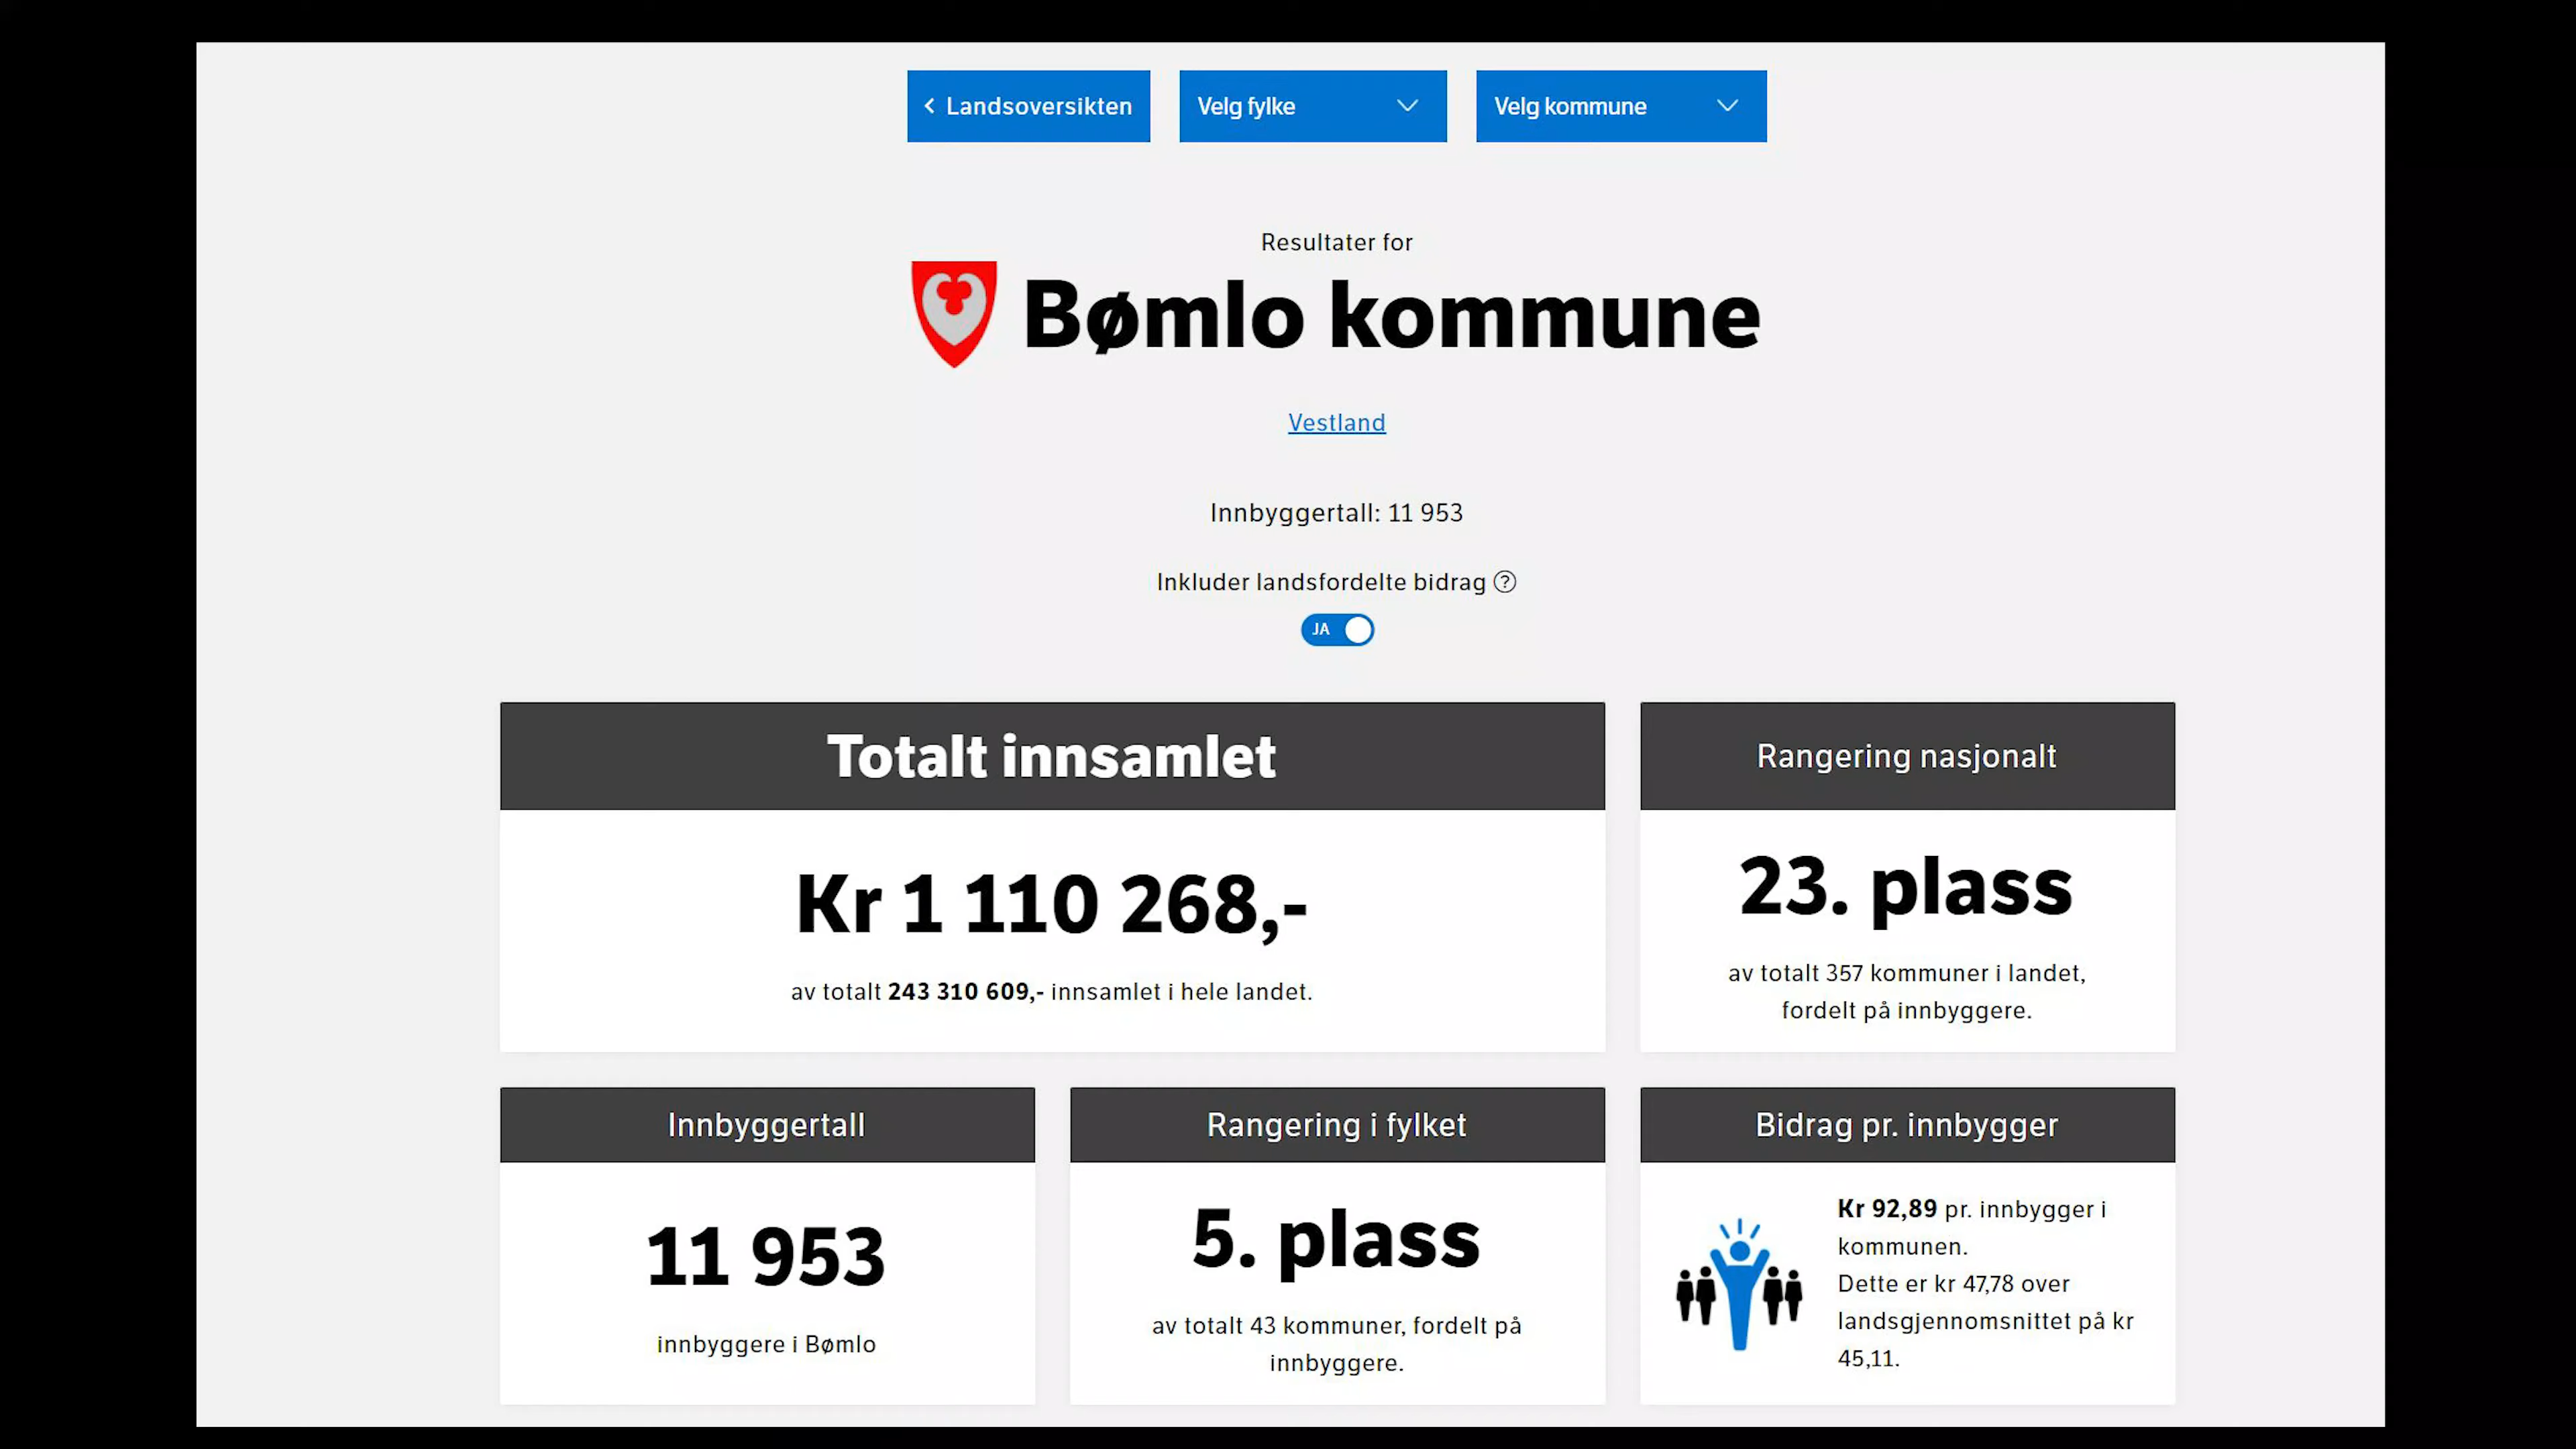 Landsoversikten
Velg fylke
Velg kommune
Resultater for
Bømlo kommune
Vestland
Innbyggertall: 11 953
Inkluder landsfordelte bidrag ?
JA
Totalt innsamlet
Kr 1 110 268,-
av totalt 243 310 609,- innsamlet i hele landet.
Rangering nasjonalt
23. plass
av totalt 357 kommuner i landet,
fordelt på innbyggere.
Innbyggertall
11 953
innbyggere i Bømlo
Rangering i fylket
5. plass
av totalt 43 kommuner, fordelt på
innbyggere.
Bidrag pr. innbygger
Kr 92,89 pr. innbygger i
kommunen.
Dette er kr 47,78 over
landsgjennomsnittet på kr
45,11.